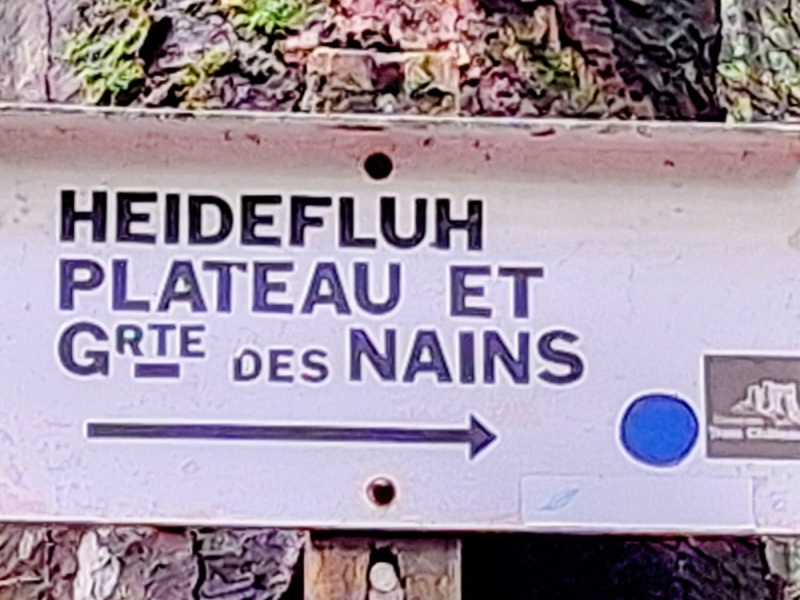 HEIDEFLUH
PLATEAU ET
GRTE DES NAINS